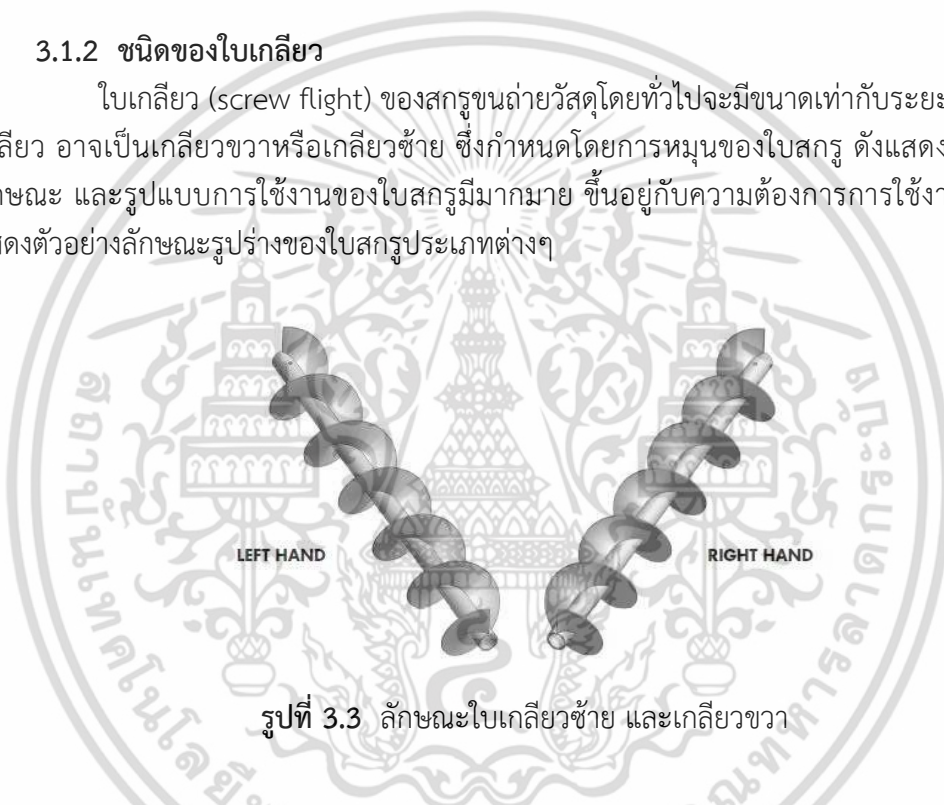 3.1.2 ชนิดของใบเกลียว
ใบเกลียว (screw flight) ของสกรูขนถ่ายวัสดุโดยทั่วไปจะมีขนาดเท่ากับระยะ
ลียว อาจเป็นเกลียวขวาหรือเกลียวซ้าย ซึ่งกำหนดโดยการหมุนของใบสกรู ดังแสดง
ักษณะ และรูปแบบการใช้งานของใบสกรูมีมากมาย ขึ้นอยู่กับความต้องการการใช้งา
สดงตัวอย่างลักษณะรูปร่างของใบสกรูประเภทต่างๆ
LEFT HAND
RIGHT HAND
รูปที่ 3.3 ลักษณะใบเกลียวซ้าย และเกลียวขวา